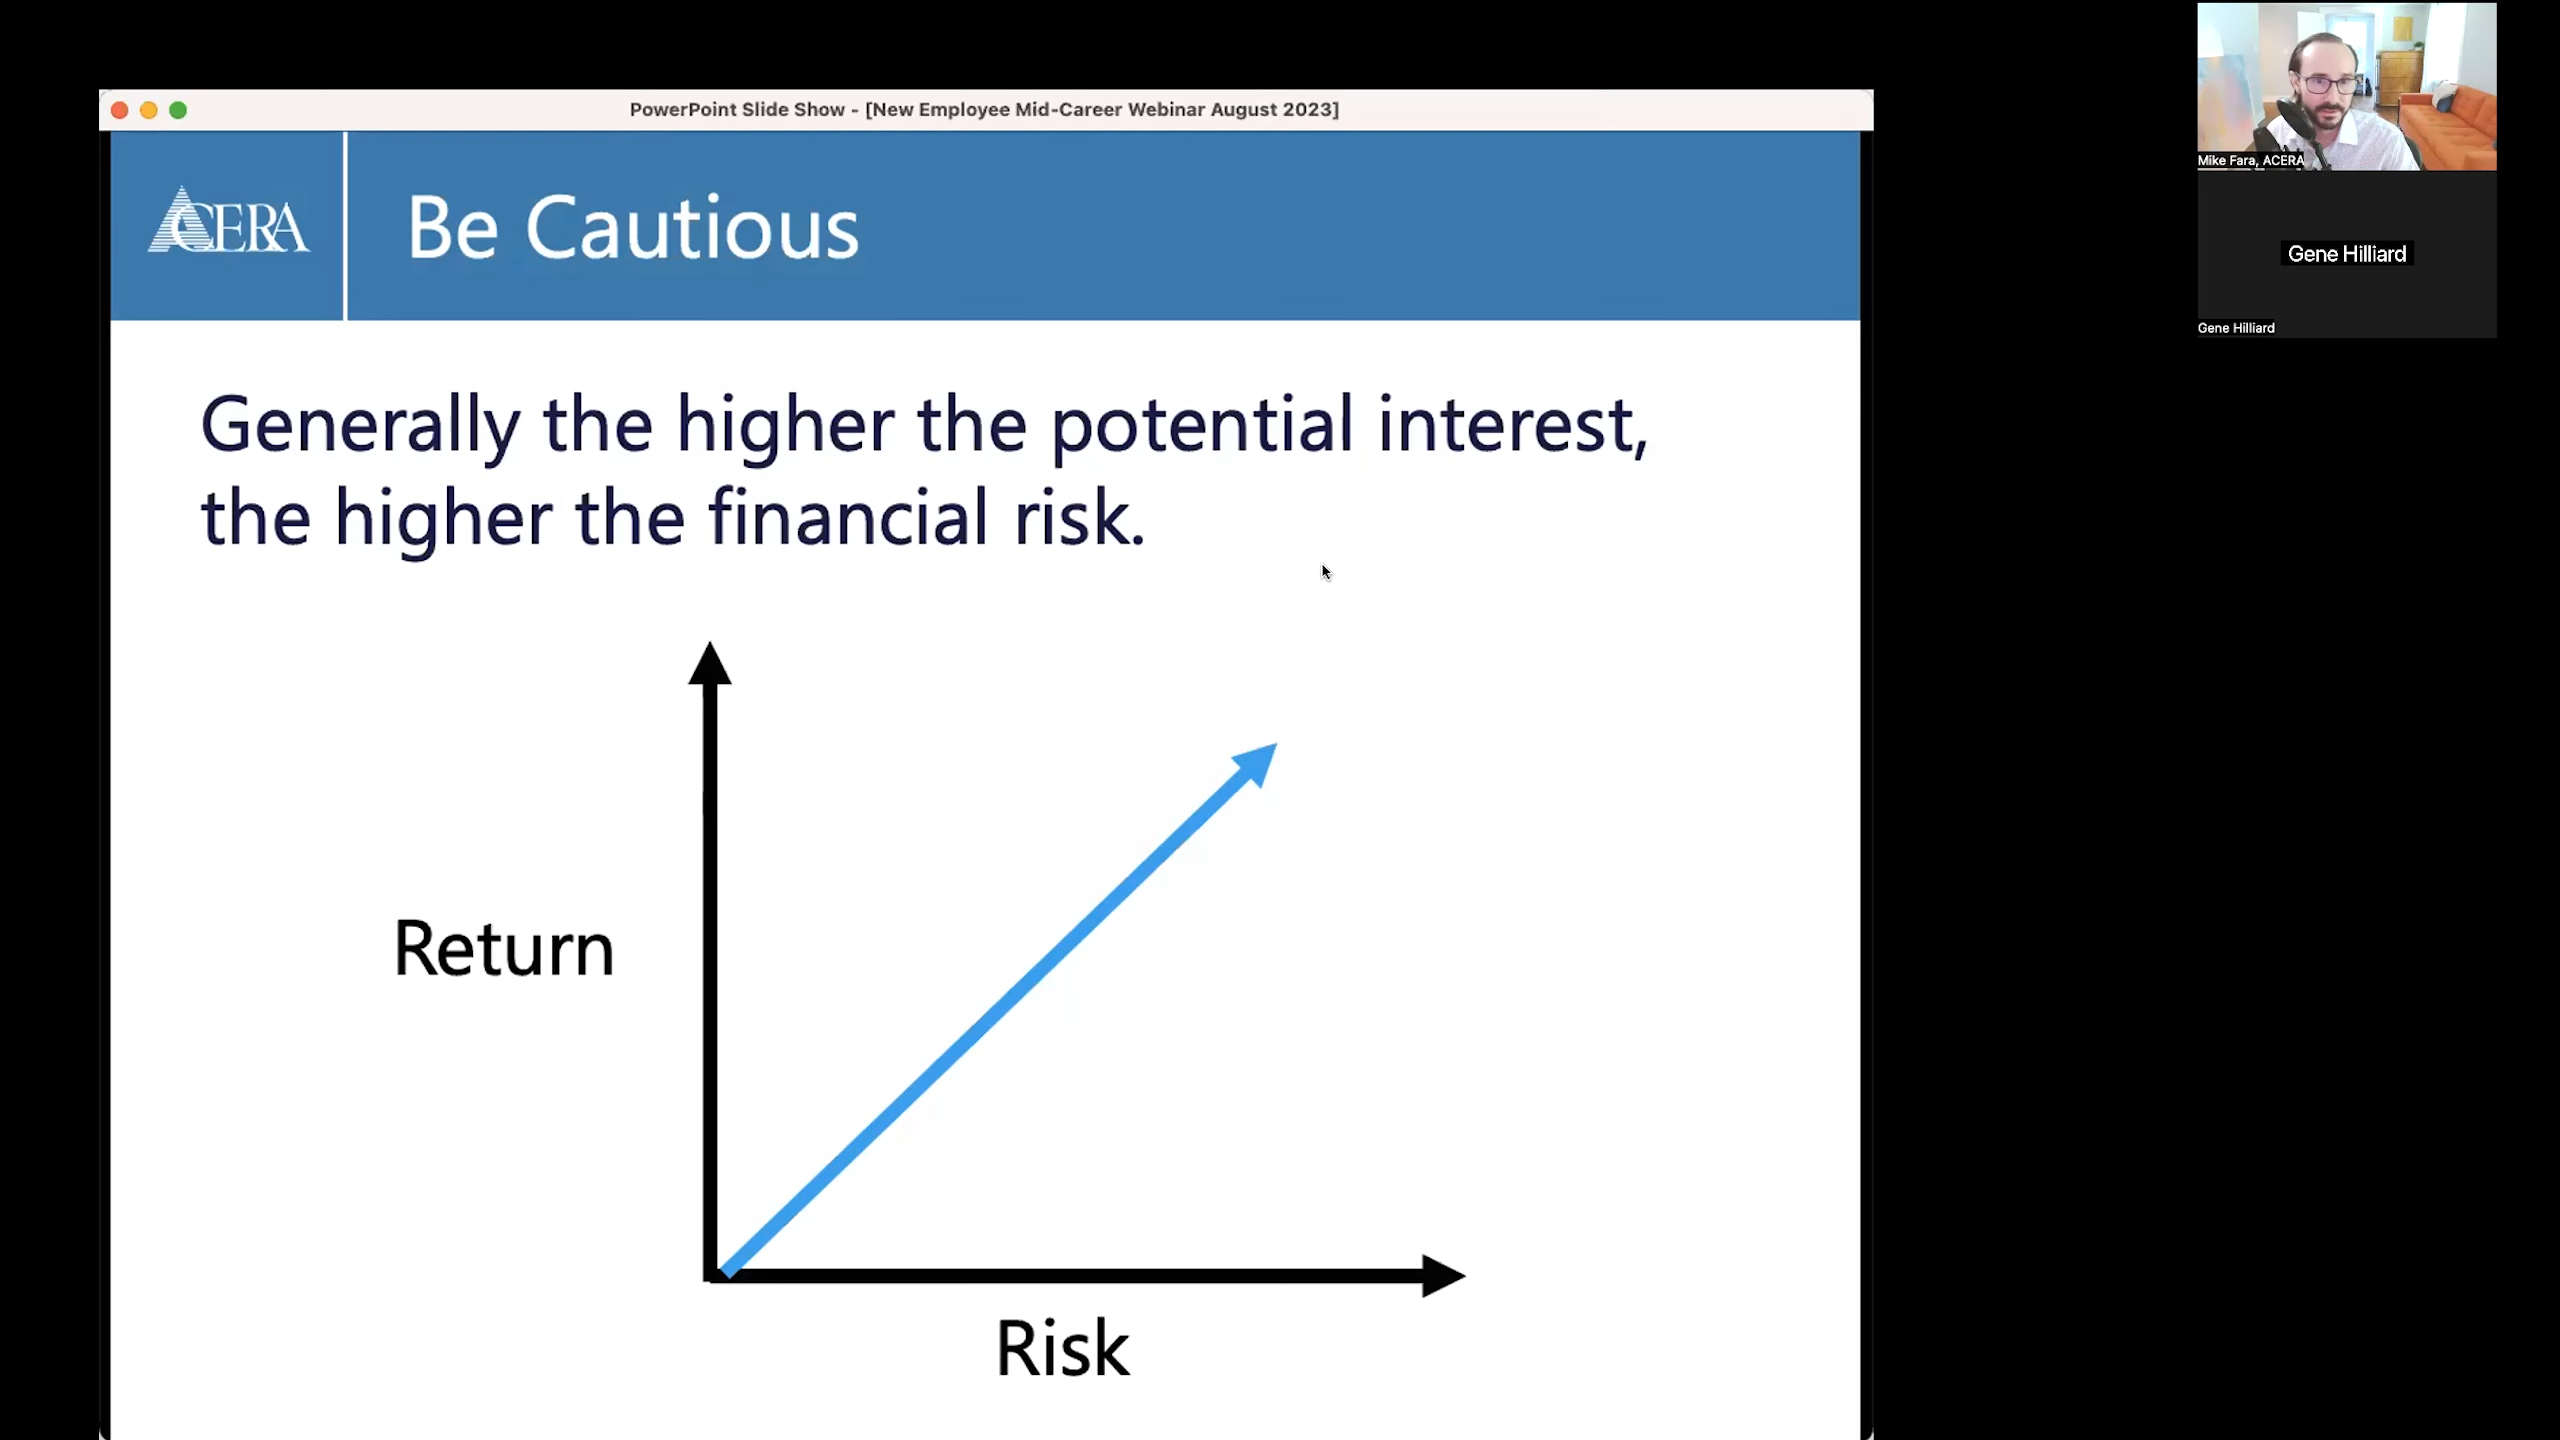 PowerPoint Slide Show - [New Employee Mid-Career Webinar August 2023]
ACERA
Be Cautious
Generally the higher the potential interest,
the higher the financial risk.
Return
Risk
Mike Fara, ACERA
Gene Hilliard
Gene Hilliard